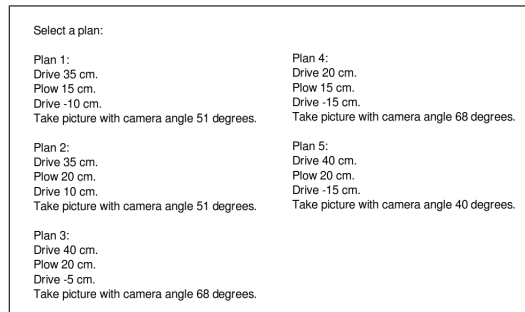 Select a plan:
Plan 1:
Drive 35 cm.
Plow 15 cm.
Drive -10 cm.
Take picture with camera angle 51 degrees.
Plan 2:
Drive 35 cm.
Plow 20 cm.
Drive 10 cm.
Take picture with camera angle 51 degrees.
Plan 3:
Drive 40 cm.
Plow 20 cm.
Drive -5 cm.
Take picture with camera angle 68 degrees.
Plan 4:
Drive 20 cm.
Plow 15 cm.
Drive -15 cm.
Take picture with camera angle 68 degrees.
Plan 5:
Drive 40 cm.
Plow 20 cm.
Drive -15 cm.
Take picture with camera angle 40 degrees.